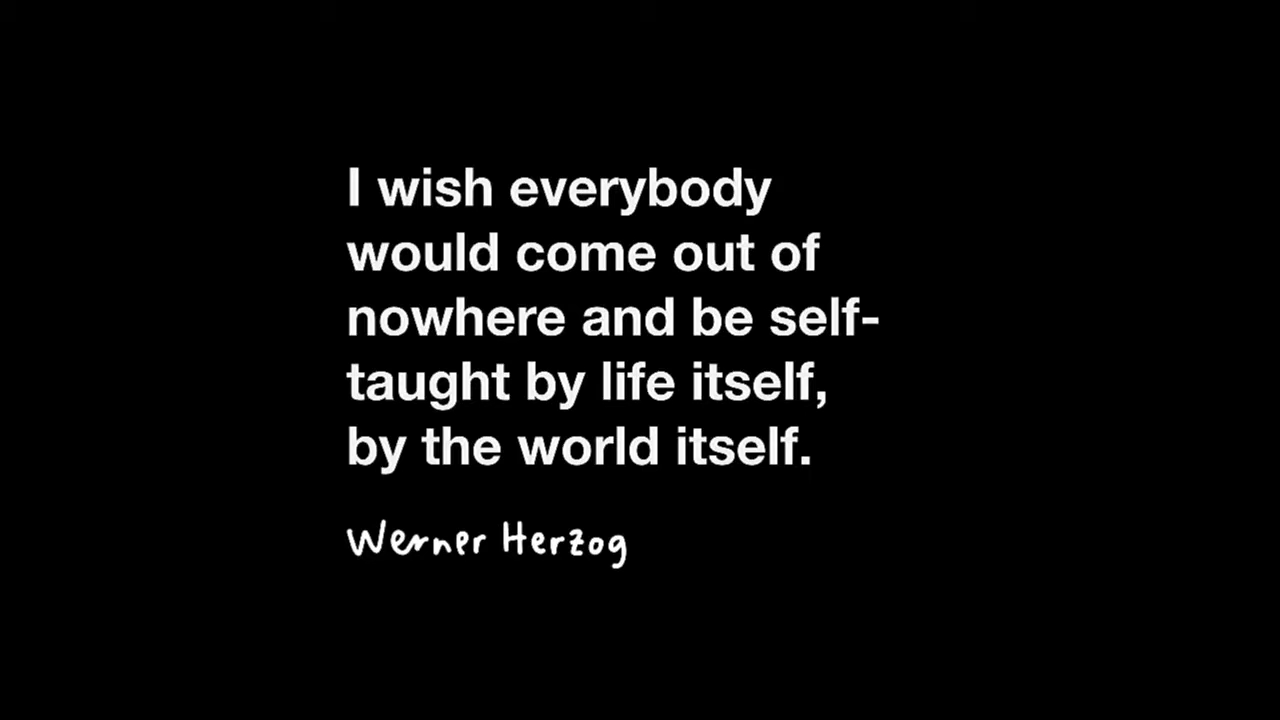 I wish everybody
would come out of
nowhere and be self-
taught by life itself,
by the world itself.
Werner Herzog